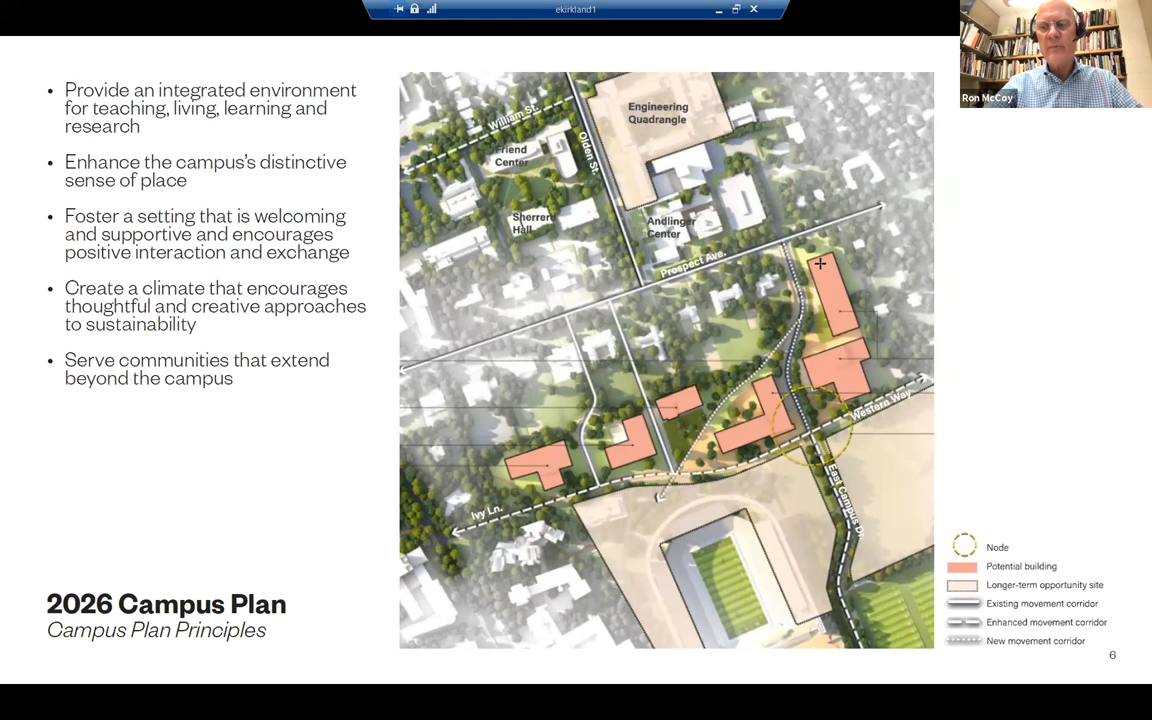 ekirkland1
Ron McCoy
• Provide an integrated environment
for teaching, living, learning and
research
• Enhance the campus's distinctive
sense of place
• Foster a setting that is welcoming
and supportive and encourages
positive interaction and exchange
• Create a climate that encourages
thoughtful and creative approaches
to sustainability
• Serve communities that extend
beyond the campus
2026 Campus Plan
Campus Plan Principles
William St.
Olden St.
Engineering
Quadrangle
Friend
Center
Sherrerd
Hall
Andlinger
Center
Prospect Ave.
Western Way
East Campus Dr.
Ivy Ln.
Node
Potential building
Longer-term opportunity site
Existing movement corridor
Enhanced movement corridor
New movement corridor
6